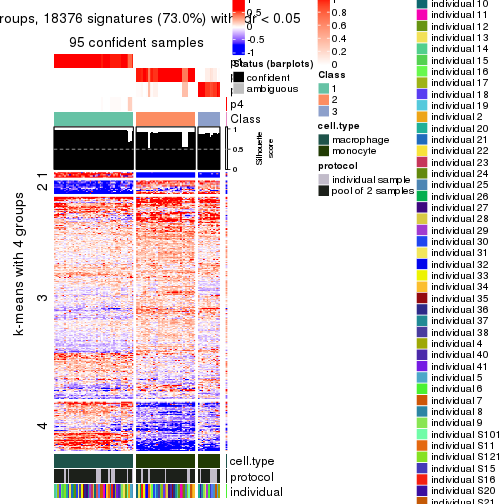 roups, 18376 signatures (73.0%) with
or < 0.05
95 confident samples
k-means with 4 groups
1
2
3
4
p4
Class
1
0.5
0
Silhouette
score
cell.type
protocol
individual
0.5
0
-0.5
-1
Status (barplots)
confident
ambiguous
0.8
0.6
0.4
0.2
0
Class
1
2
3
cell.type
macrophage
monocyte
protocol
individual sample
pool of 2 samples
individual 10
individual 11
individual 12
individual 13
individual 14
individual 15
individual 16
individual 17
individual 18
individual 19
individual 2
individual 20
individual 21
individual 22
individual 23
individual 24
individual 25
individual 26
individual 27
individual 28
individual 29
individual 30
individual 31
individual 32
individual 33
individual 34
individual 35
individual 36
individual 37
individual 38
individual 4
individual 40
individual 41
individual 5
individual 6
individual 7
individual 8
individual 9
individual S101
individual S11
individual S121
individual S15
individual S16
individual S20
individual S21